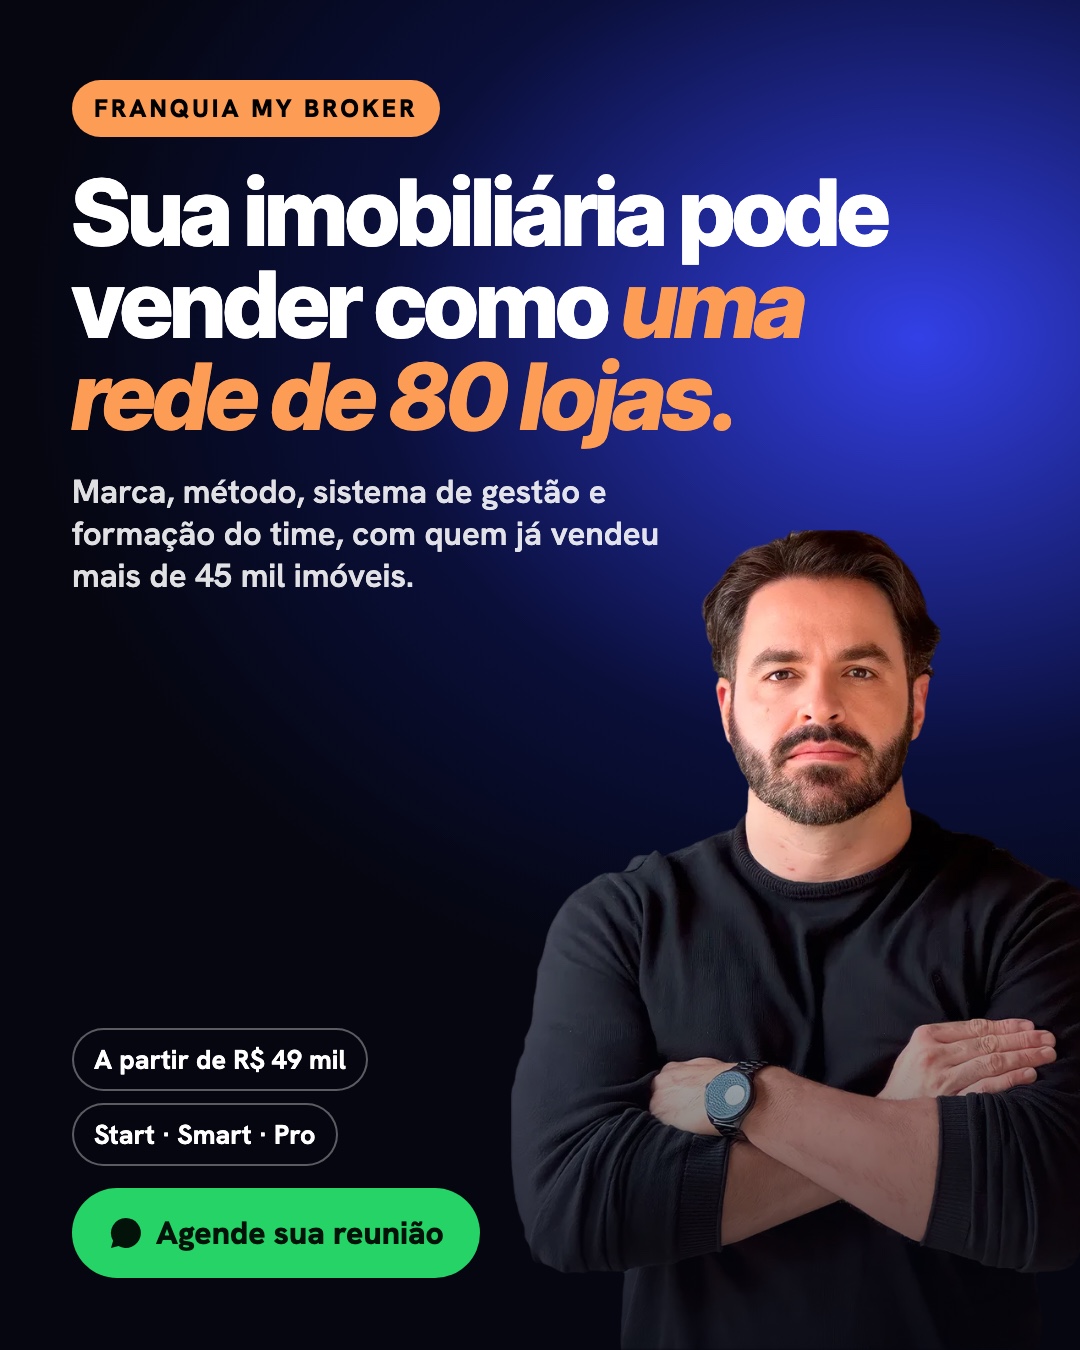 FRANQUIA MY BROKER
Sua imobiliária pode
vender como uma
rede de 80 lojas.
Marca, método, sistema de gestão e
formação do time, com quem já vendeu
mais de 45 mil imóveis.
A partir de R$ 49 mil
Start · Smart · Pro
Agende sua reunião